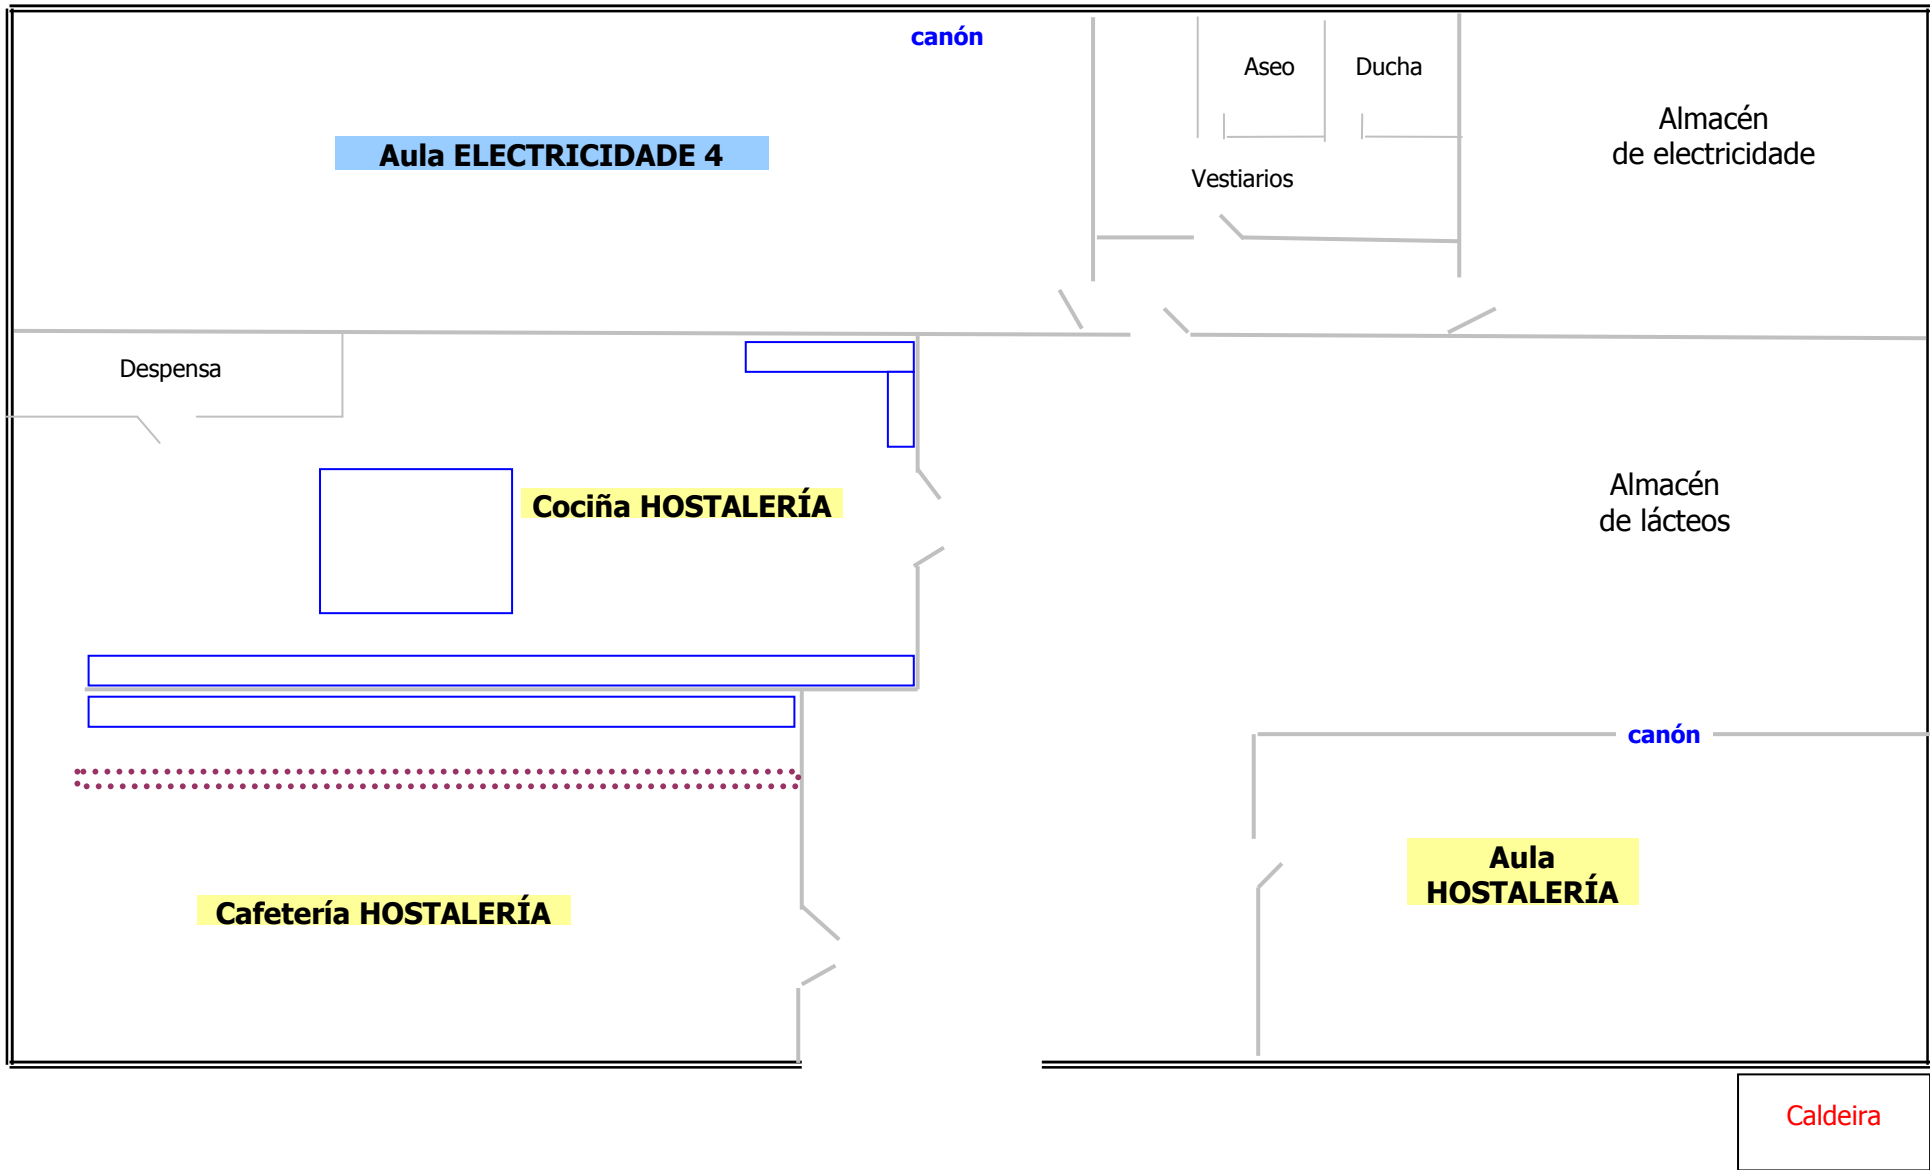 canón
Aseo
Ducha
Almacén
de electricidade
Aula ELECTRICIDADE 4
Vestiarios
Despensa
Cociña HOSTALERÍA
Almacén
de lácteos
canón
Aula
HOSTALERÍA
Cafetería HOSTALERÍA
Caldeira